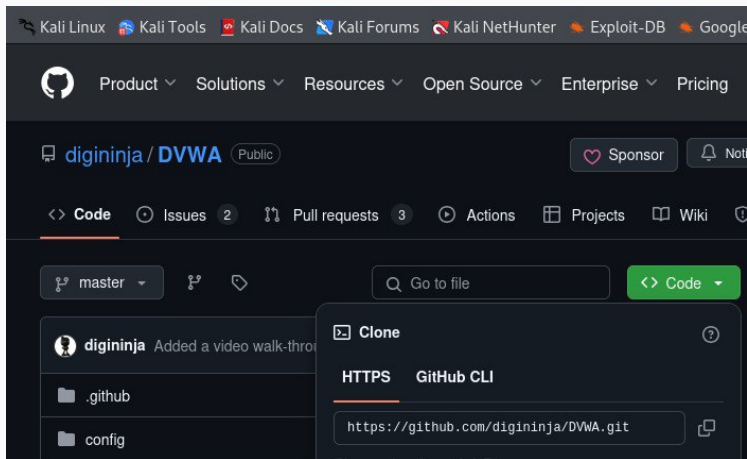 Kali Linux Kali Tools Kali Docs Kali Forums Kali NetHunter Exploit-DB Google
Product Solutions Resources Open Source Enterprise Pricing
digininja / DVWA Public Sponsor Noti
Code Issues 2 Pull requests 3 Actions Projects Wiki
master Go to file Code
digininja Added a video walk-throu
Clone
HTTPS GitHub CLI
.github
https://github.com/digininja/DVWA.git
config